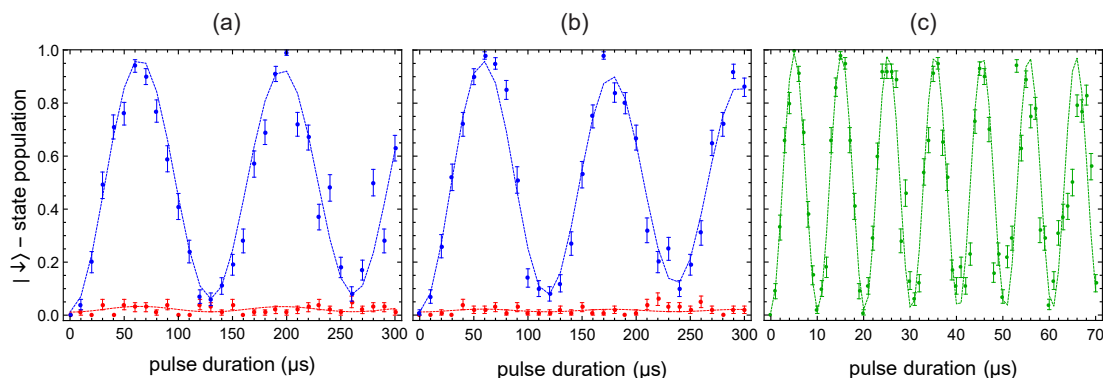 (a) (b) (c)
| ↓⟩ – state population
1.0
0.8
0.6
0.4
0.2
0.0
0 50 100 150 200 250 300
0 50 100 150 200 250 300
0 10 20 30 40 50 60 70
pulse duration (μs) pulse duration (μs) pulse duration (μs)